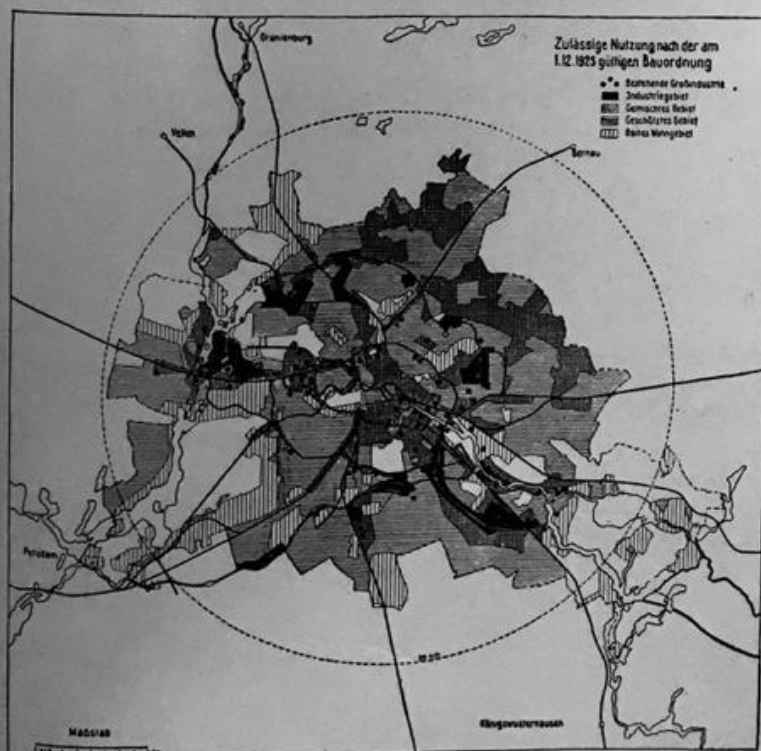 Oranienburg
Zulässige Nutzung nach der am
1.12.1925 gültigen Bauordnung
Bestehende Großindustrie
Industriegebiet
Gemischtes Gebiet
Geschütztes Gebiet
Reines Wohngebiet
Velten
Bernau
Potsdam
Königswusterhausen
Maßstab